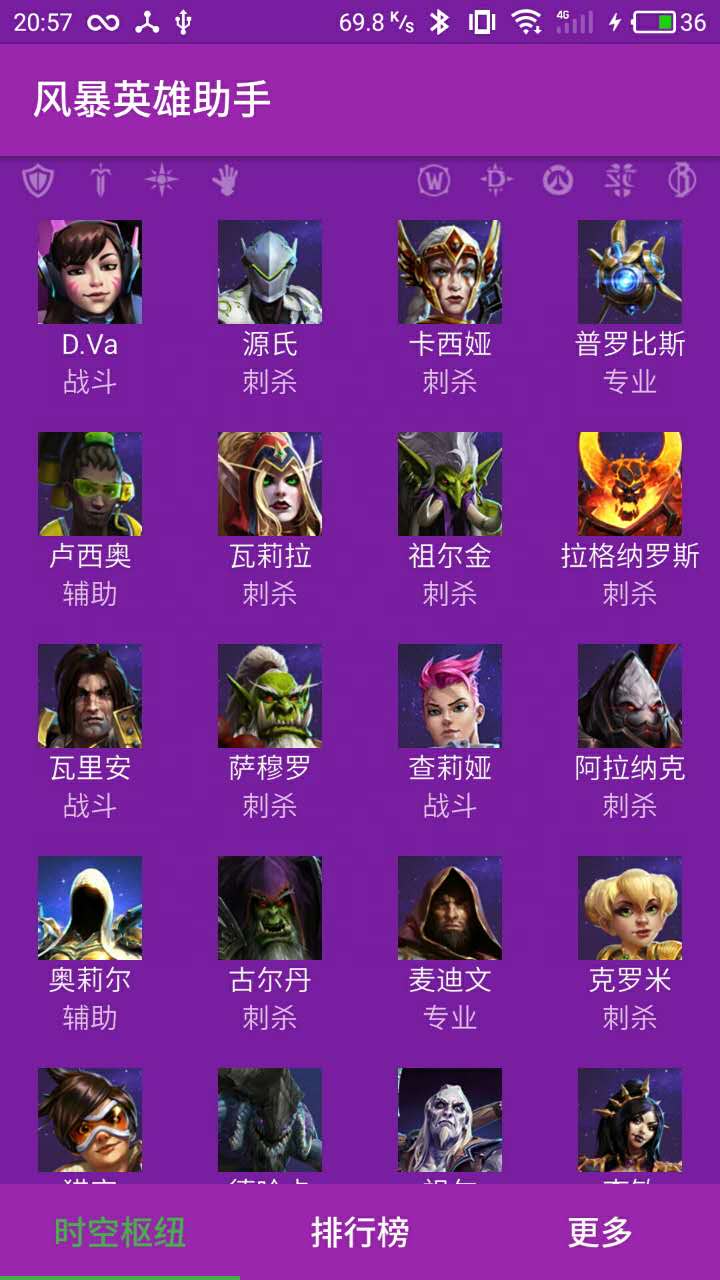 20:57 69.8 K/s 4G 36
风暴英雄助手
D.Va 源氏 卡西娅 普罗比斯
战斗 刺杀 刺杀 专业
卢西奥 瓦莉拉 祖尔金 拉格纳罗斯
辅助 刺杀 刺杀 刺杀
瓦里安 萨穆罗 查莉娅 阿拉纳克
战斗 刺杀 战斗 刺杀
奥莉尔 古尔丹 麦迪文 克罗米
辅助 刺杀 专业 刺杀
时空枢纽 排行榜 更多